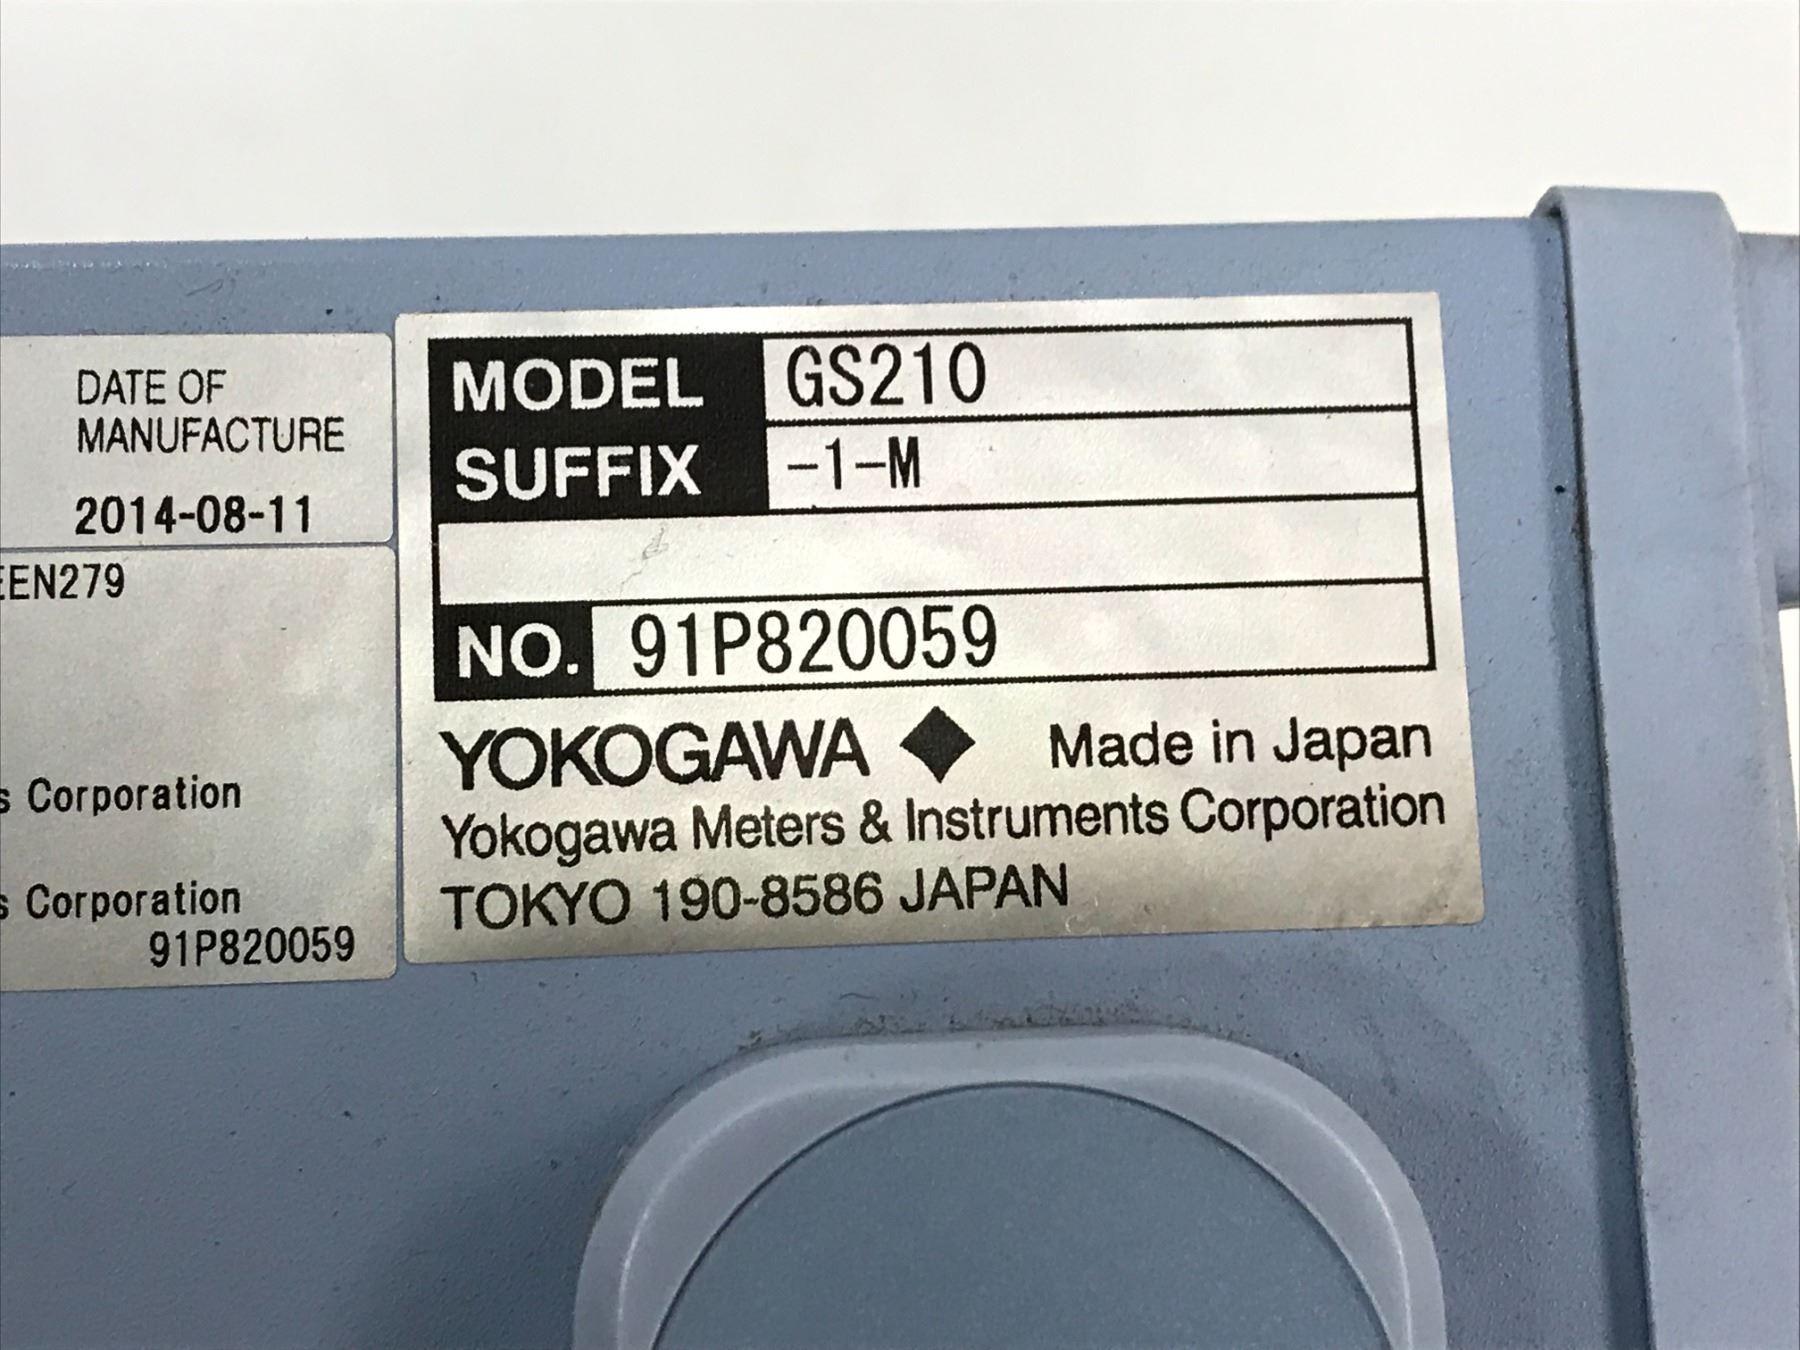 DATE OF
MANUFACTURE
2014-08-11
EEN279
s Corporation
s Corporation
91P820059
MODEL GS210
SUFFIX -1-M
NO. 91P820059
YOKOGAWA ◆ Made in Japan
Yokogawa Meters & Instruments Corporation
TOKYO 190-8586 JAPAN